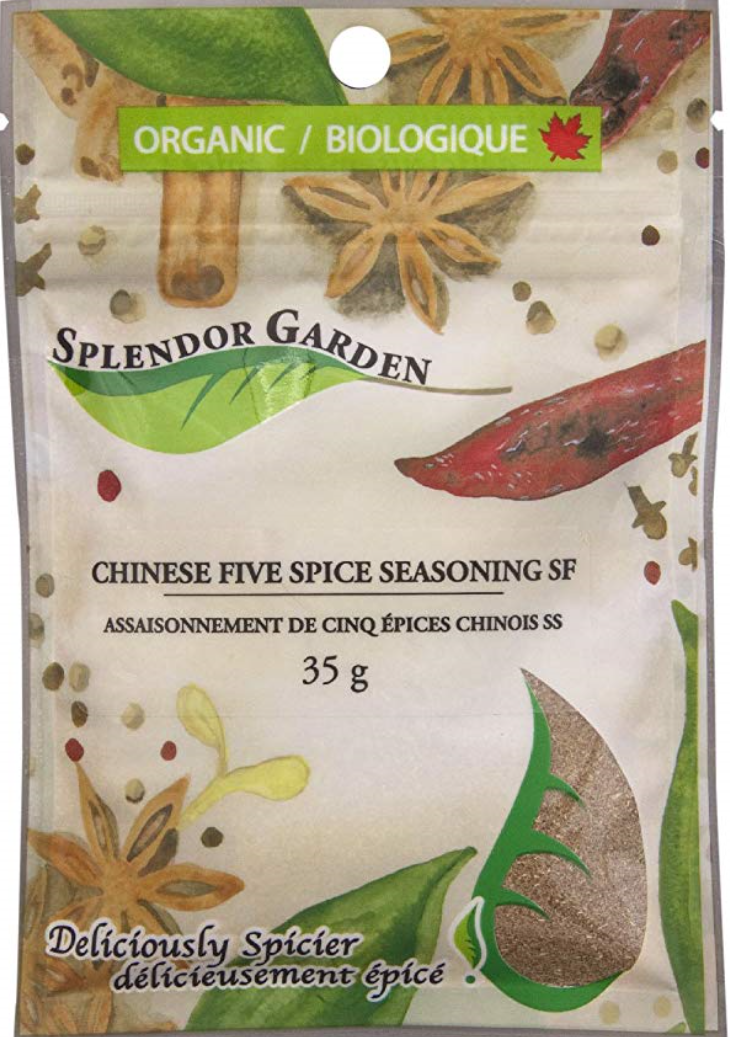 ORGANIC / BIOLOGIQUE
SPLENDOR GARDEN
CHINESE FIVE SPICE SEASONING SF
ASSAISONNEMENT DE CINQ ÉPICES CHINOIS SS
35 g
Deliciously Spicier
délicieusement épicé !